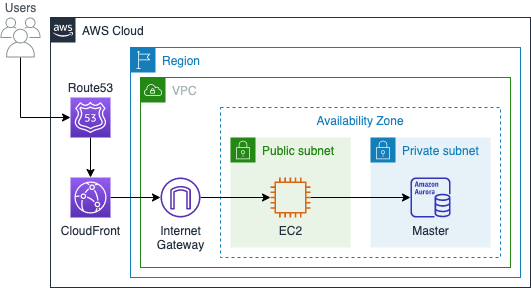 Users
aws
AWS Cloud
Region
Route53
53
VPC
Availability Zone
Public subnet
Private subnet
Amazon
Aurora
CloudFront
Internet
Gateway
EC2
Master